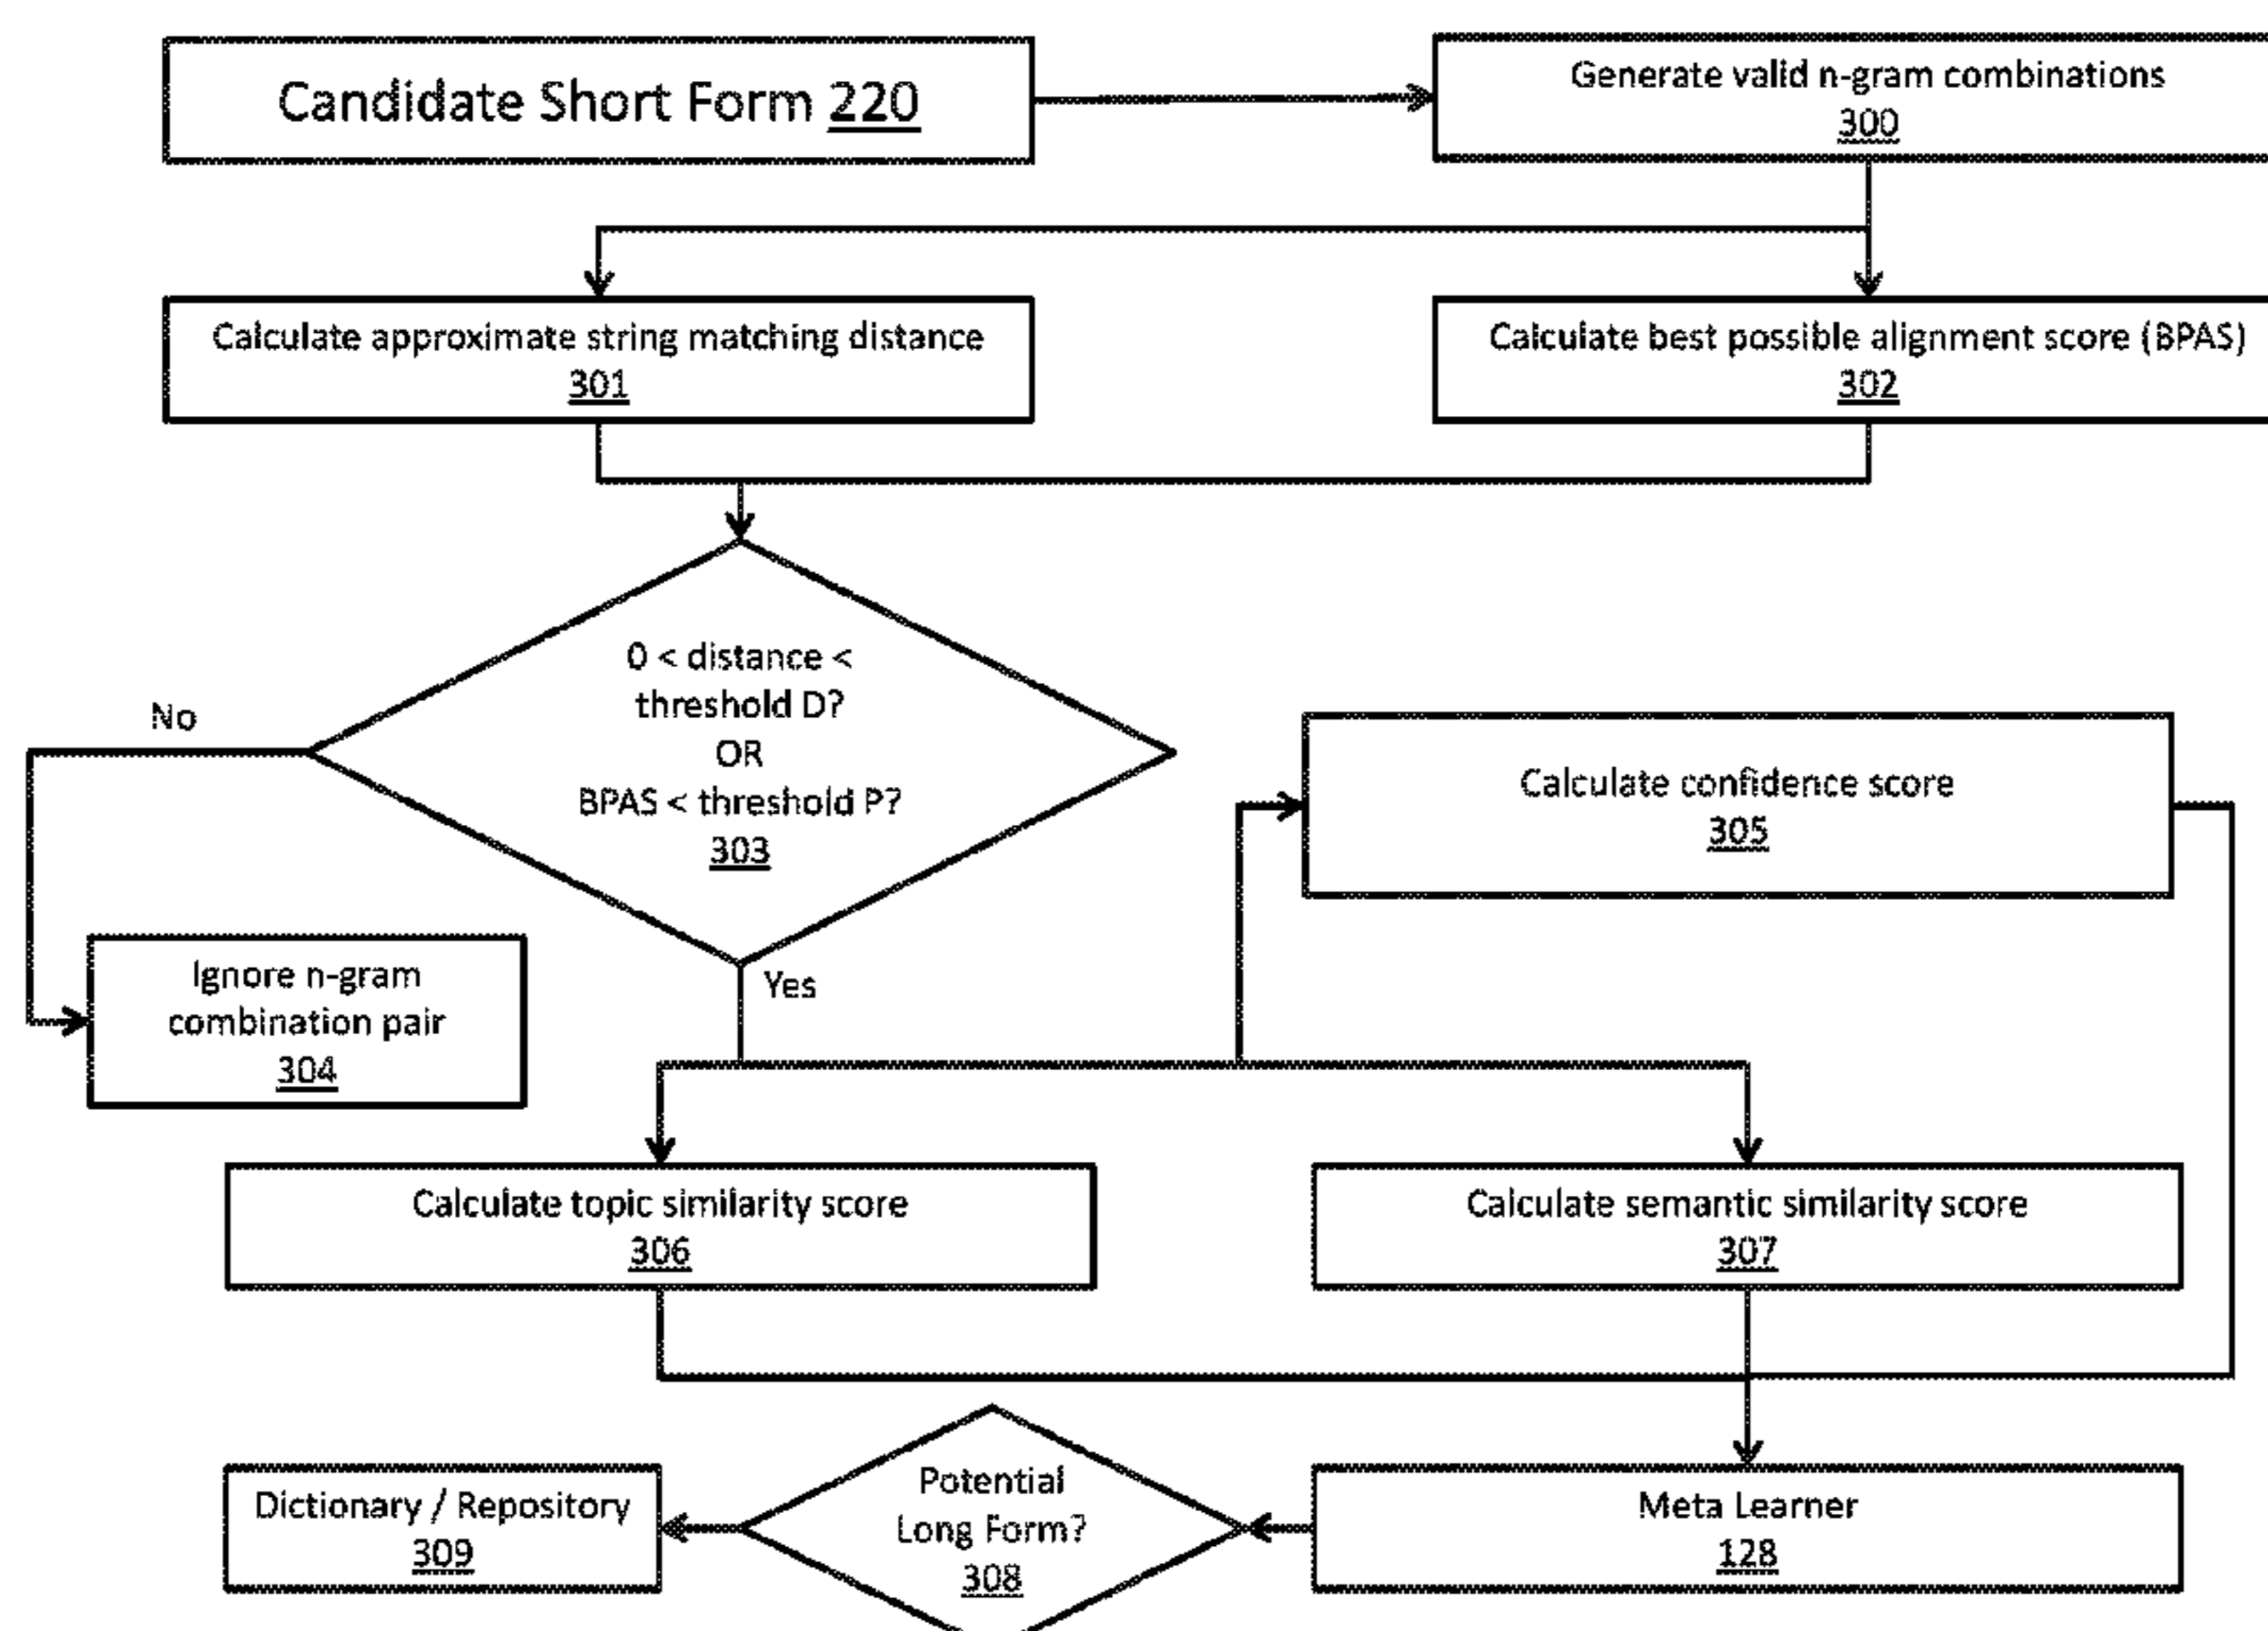 Candidate Short Form 220
Generate valid n-gram combinations
300
Calculate approximate string matching distance
301
Calculate best possible alignment score (BPAS)
302
0 < distance <
threshold D?
OR
BPAS < threshold P?
303
No
Yes
Calculate confidence score
305
Ignore n-gram
combination pair
304
Calculate topic similarity score
306
Calculate semantic similarity score
307
Dictionary / Repository
309
Potential
Long Form?
308
Meta Learner
128